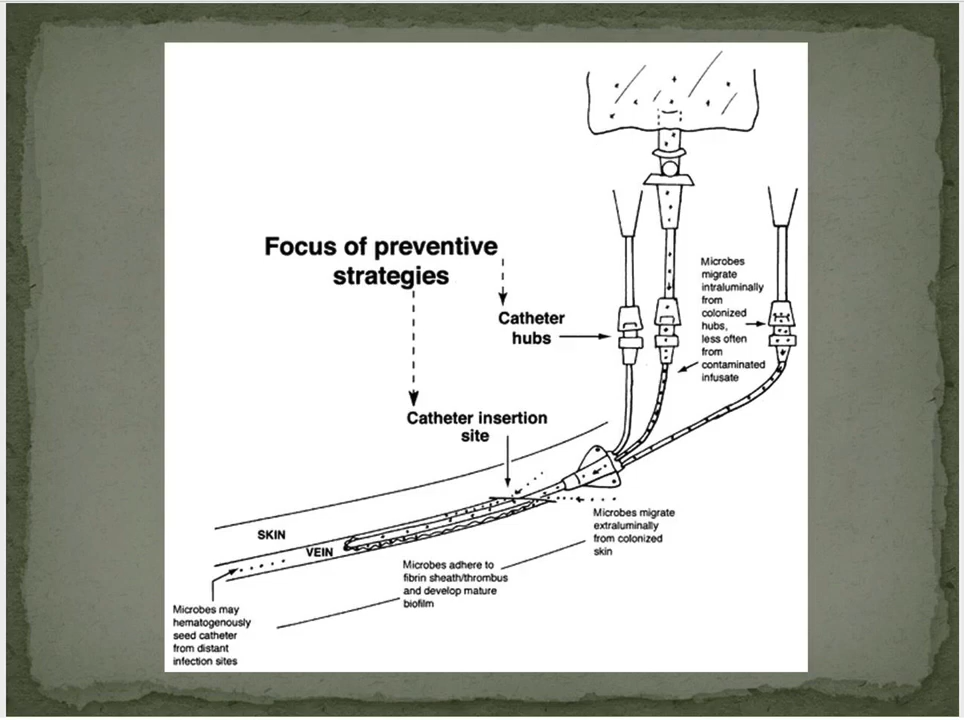 Focus of preventive
strategies
Catheter
hubs
Microbes
migrate
intraluminally
from
colonized
hubs,
less often
from
contaminated
infusate
Catheter insertion
site
SKIN
VEIN
Microbes migrate
extraluminally
from colonized
skin
Microbes adhere to
fibrin sheath/thrombus
and develop mature
biofilm
Microbes may
hematogenously
seed catheter
from distant
infection sites